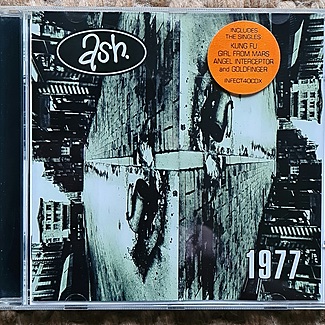 ash.
INCLUDES
THE SINGLES
KUNG FU
GIRL FROM MARS
ANGEL INTERCEPTOR
and GOLDFINGER
INFECT40CDX
1977